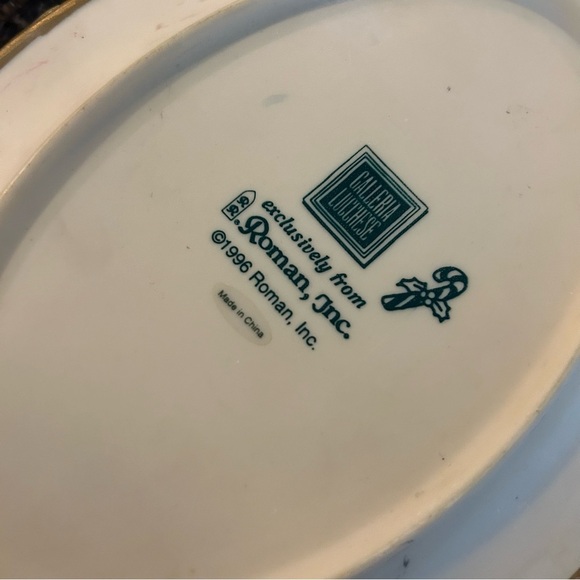 GALLERIA
LUCCHESE
exclusively from
Roman, Inc.
©1996 Roman, Inc.
Made in China